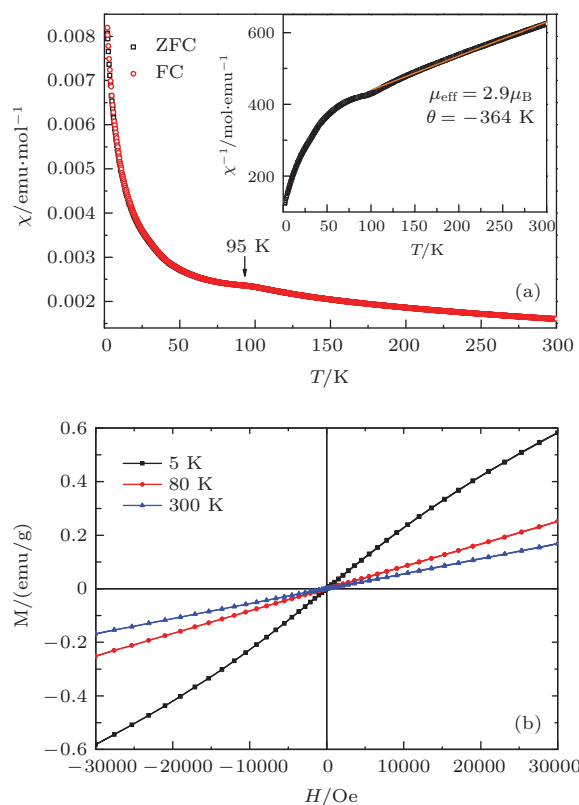 0.008
0.007
0.006
0.005
0.004
0.003
0.002
χ/emu·mol⁻¹
ZFC
FC
95 K
(a)
0 50 100 150 200 250 300
T/K
600
400
200
χ⁻¹/mol·emu⁻¹
μeff = 2.9μB
θ = −364 K
0 50 100 150 200 250 300
T/K
0.6
0.4
0.2
0
−0.2
−0.4
−0.6
M/(emu/g)
5 K
80 K
300 K
(b)
−30000 −20000 −10000 0 10000 20000 30000
H/Oe